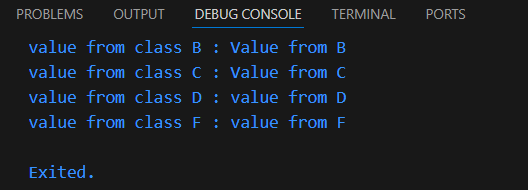 PROBLEMS OUTPUT DEBUG CONSOLE TERMINAL PORTS
value from class B : Value from B
value from class C : Value from C
value from class D : value from D
value from class F : value from F
Exited.